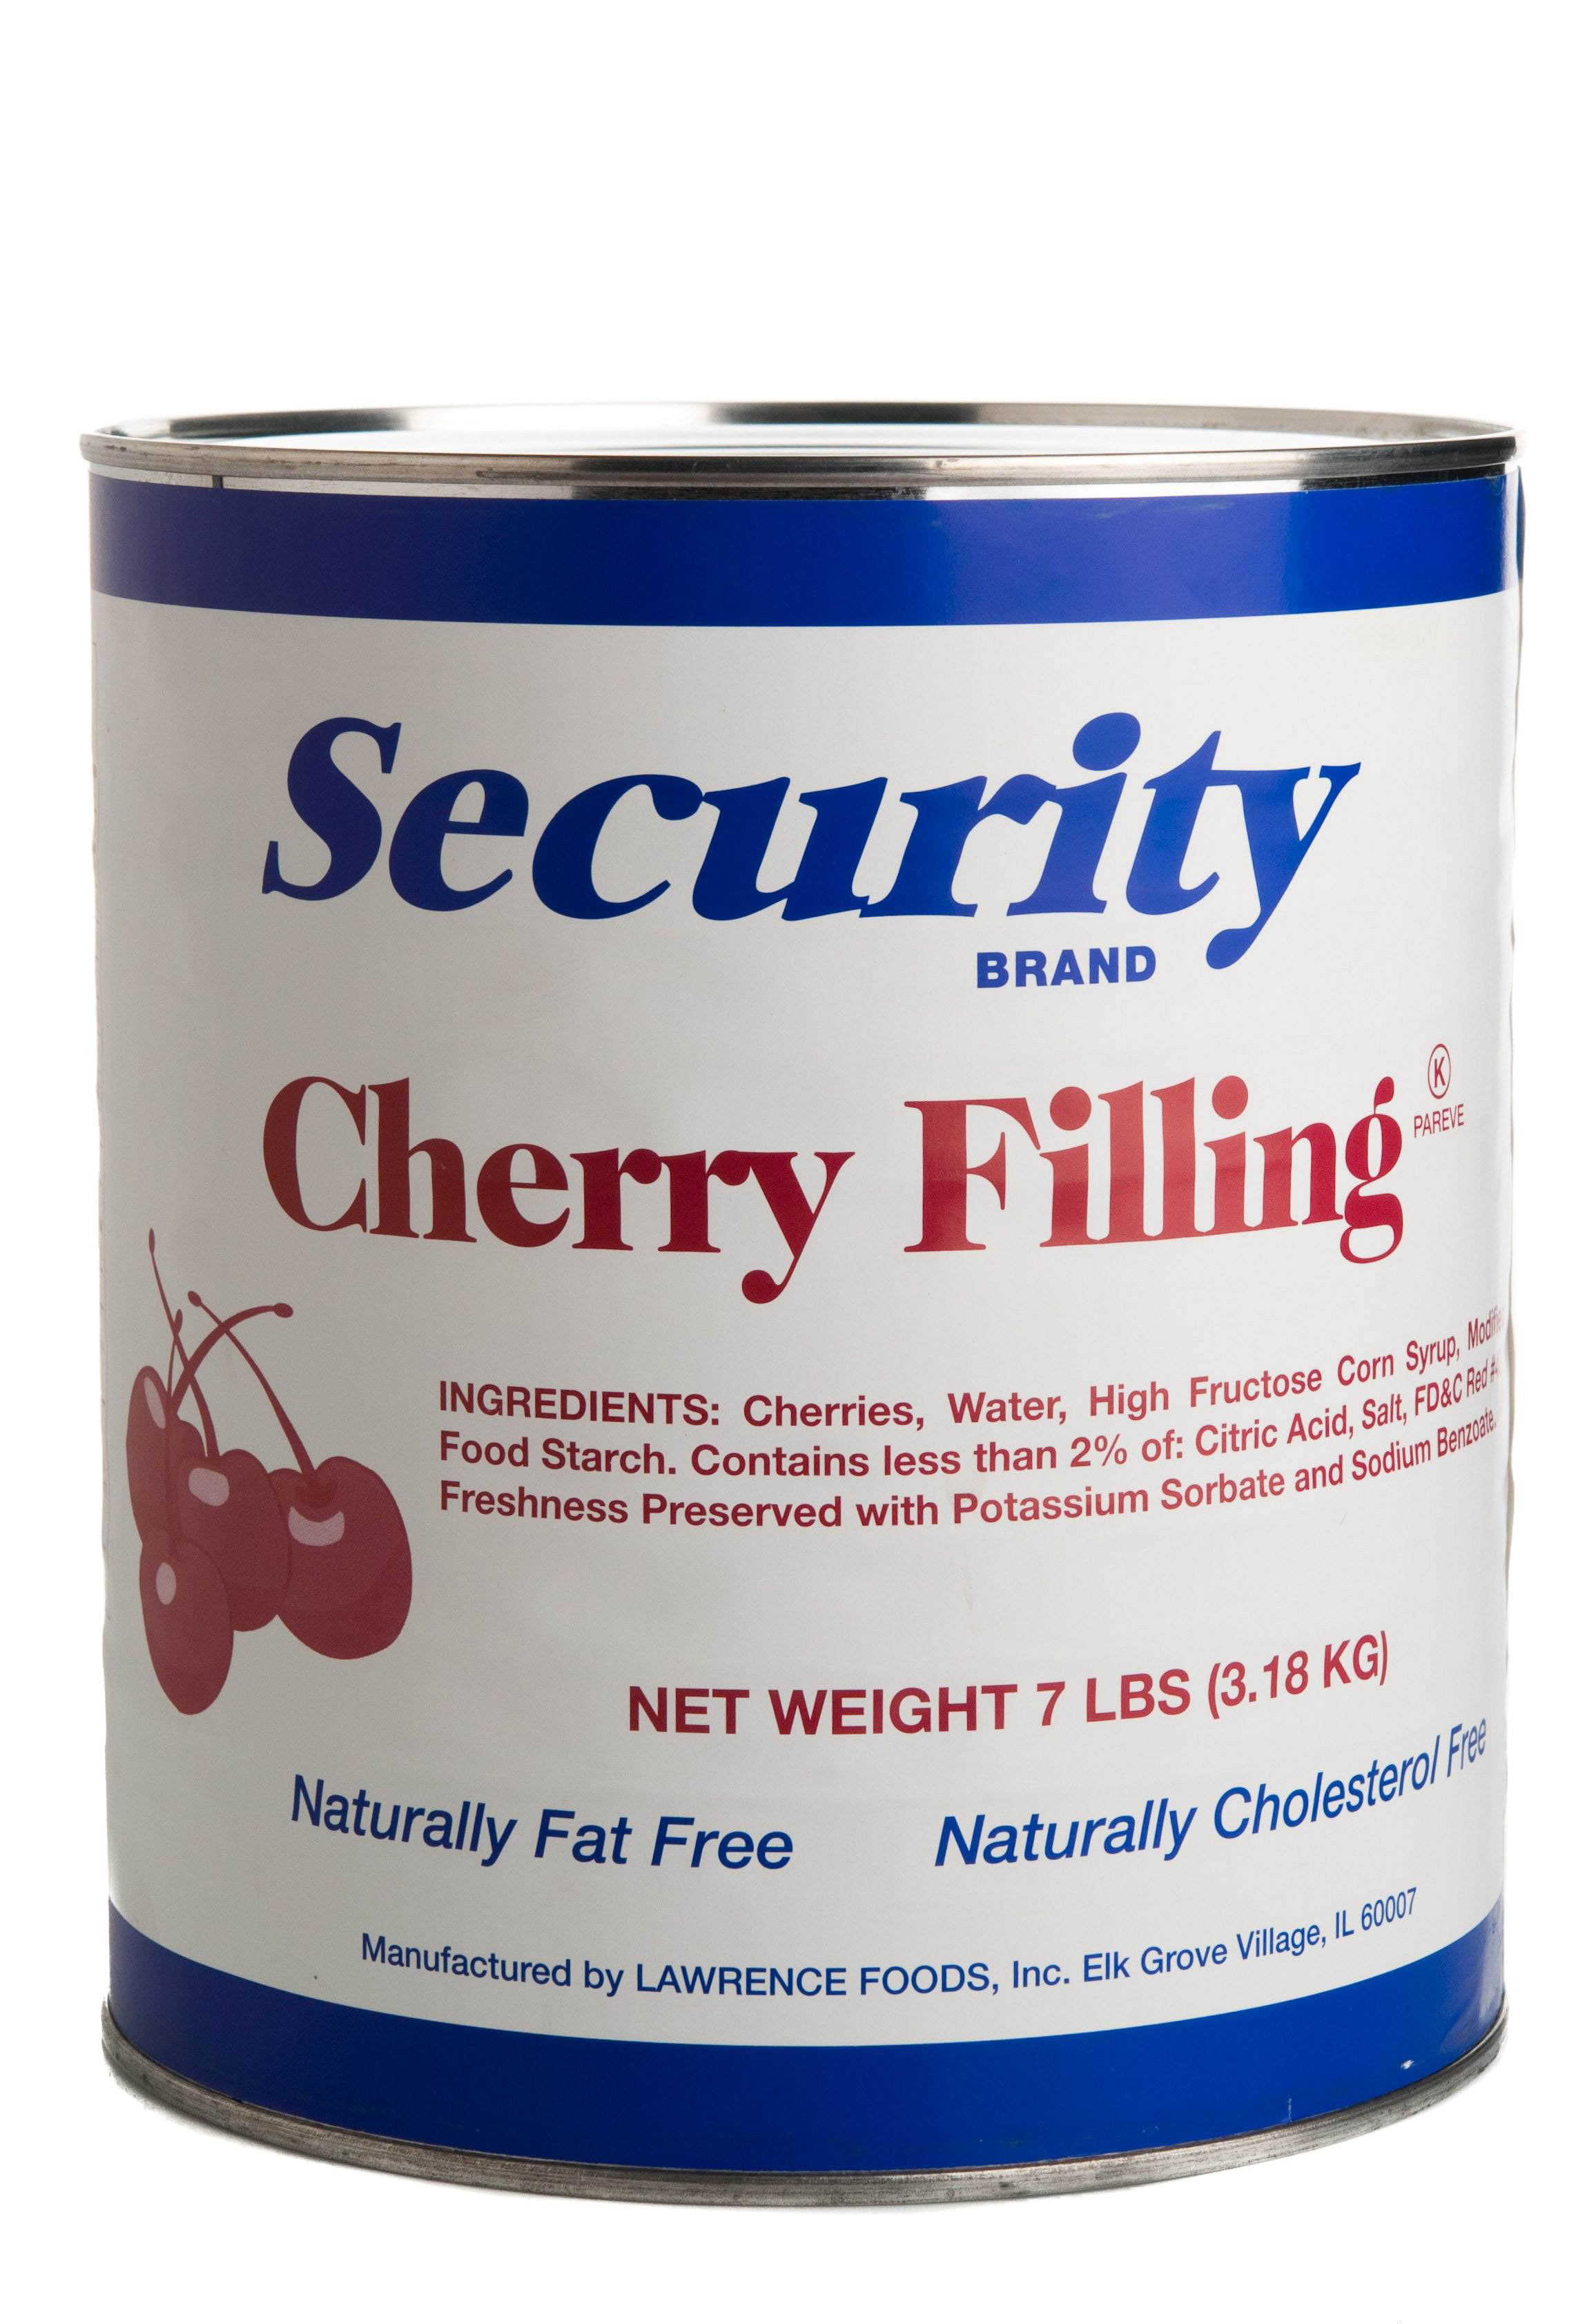 Security
BRAND
Cherry Filling
K
PAREVE
INGREDIENTS: Cherries, Water, High Fructose Corn Syrup,
Food Starch. Contains less than 2% of: Citric Acid, Salt, FD&C Red
Freshness Preserved with Potassium Sorbate and Sodium Benzoate.
NET WEIGHT 7 LBS (3.18 KG)
Naturally Fat Free Naturally Cholesterol Free
Manufactured by LAWRENCE FOODS, Inc. Elk Grove Village, IL 60007